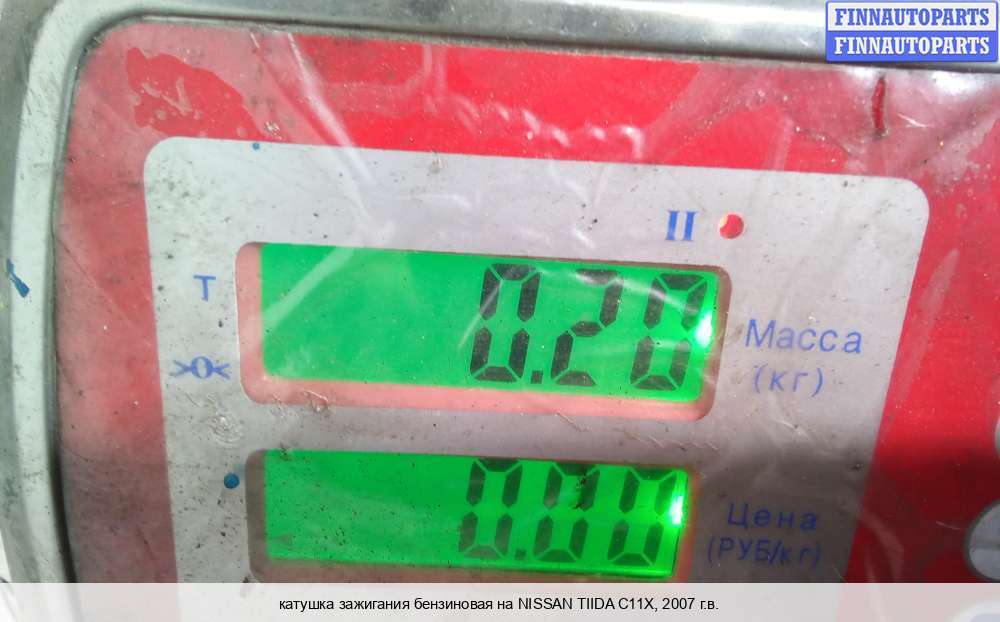 FINNAUTOPARTS
FINNAUTOPARTS
II
T
0.20
Масса
(кг)
>0<
0.00
Цена
(РУБ/кг)
катушка зажигания бензиновая на NISSAN TIIDA C11X, 2007 г.в.